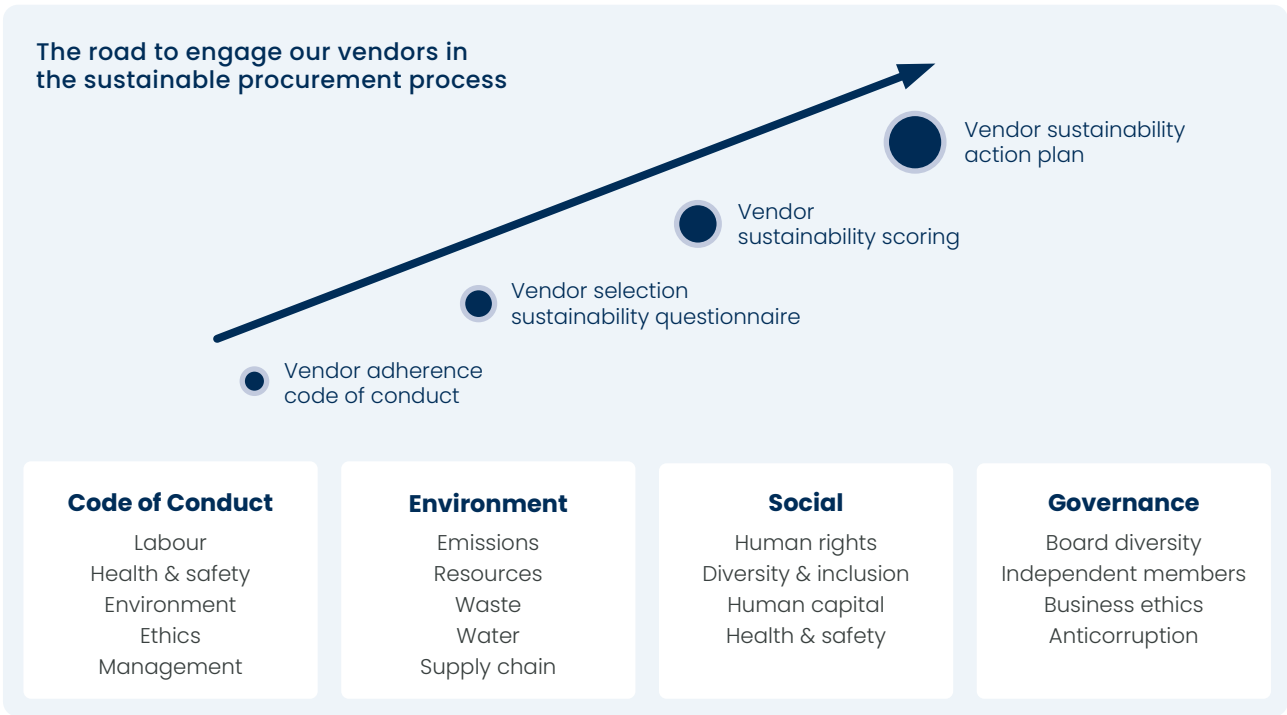 The road to engage our vendors in
the sustainable procurement process
Vendor sustainability
action plan
Vendor
sustainability scoring
Vendor selection
sustainability questionnaire
Vendor adherence
code of conduct
Code of Conduct
Labour
Health & safety
Environment
Ethics
Management
Environment
Emissions
Resources
Waste
Water
Supply chain
Social
Human rights
Diversity & inclusion
Human capital
Health & safety
Governance
Board diversity
Independent members
Business ethics
Anticorruption